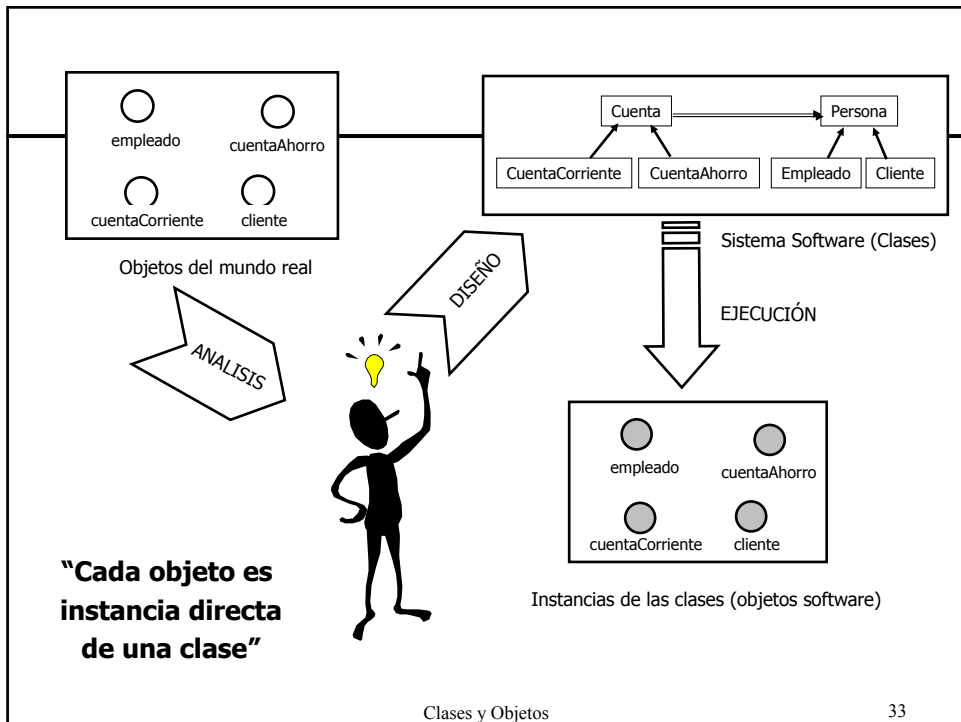 empleado
cuentaAhorro
cuentaCorriente
cliente
Objetos del mundo real
Cuenta
Persona
CuentaCorriente
CuentaAhorro
Empleado
Cliente
Sistema Software (Clases)
ANALISIS
DISEÑO
EJECUCIÓN
empleado
cuentaAhorro
cuentaCorriente
cliente
Instancias de las clases (objetos software)
“Cada objeto es
instancia directa
de una clase”
Clases y Objetos
33